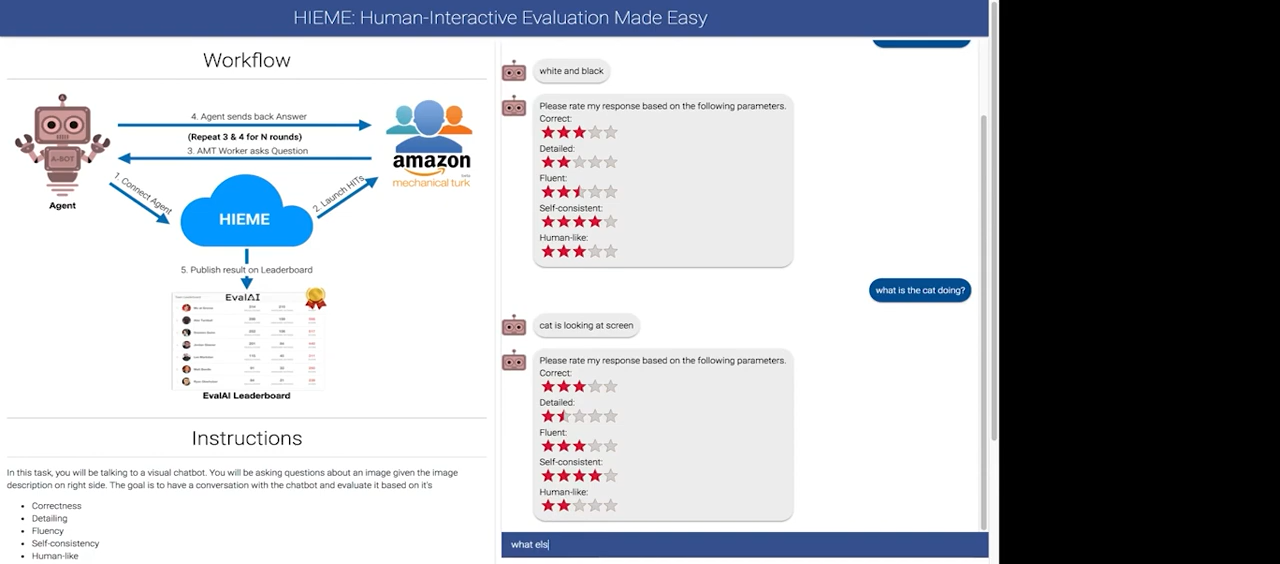 HIEME: Human-Interactive Evaluation Made Easy
Workflow
4. Agent sends back Answer
(Repeat 3 & 4 for N rounds)
3. AMT Worker asks Question
A-BOT
amazon
beta
mechanical turk
1. Connect Agent
2. Launch HITs
Agent
HIEME
5. Publish result on Leaderboard
EvalAI
EvalAI Leaderboard
Instructions
In this task, you will be talking to a visual chatbot. You will be asking questions about an image given the image
description on right side. The goal is to have a conversation with the chatbot and evaluate it based on it's
Correctness
Detailing
Fluency
Self-consistency
Human-like
white and black
Please rate my response based on the following parameters.
Correct:
Detailed:
Fluent:
Self-consistent:
Human-like:
what is the cat doing?
cat is looking at screen
Please rate my response based on the following parameters.
Correct:
Detailed:
Fluent:
Self-consistent:
Human-like:
what els